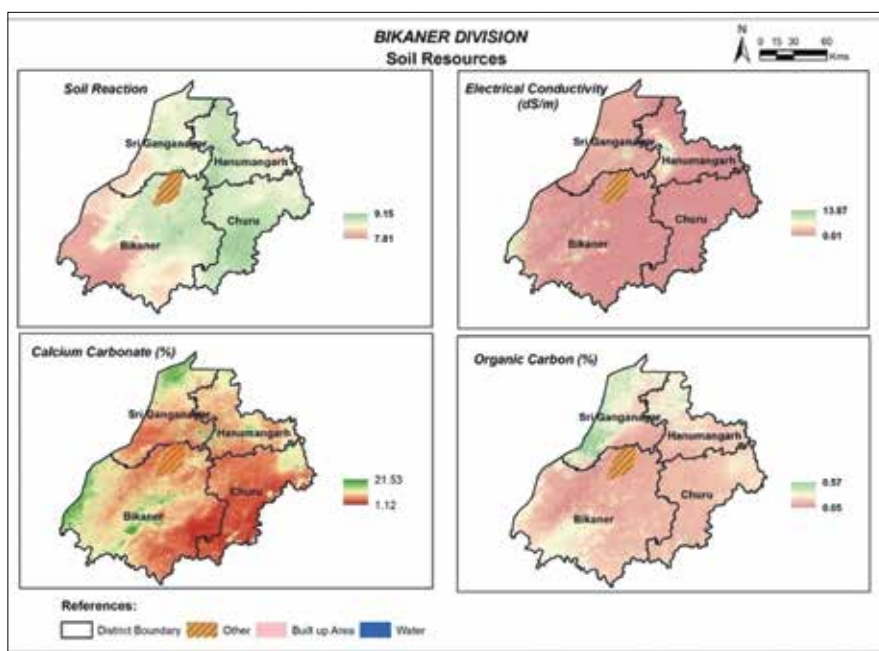 BIKANER DIVISION
Soil Resources
N
0 15 30 60
Kms
Soil Reaction
Sri Ganganagar
Hanumangarh
Churu
Bikaner
9.15
7.81
Electrical Conductivity
(dS/m)
Sri Ganganagar
Hanumangarh
Churu
Bikaner
13.87
0.01
Calcium Carbonate (%)
Sri Ganganagar
Hanumangarh
Churu
Bikaner
21.53
1.12
Organic Carbon (%)
Sri Ganganagar
Hanumangarh
Churu
Bikaner
0.57
0.05
References:
District Boundary Other Built up Area Water